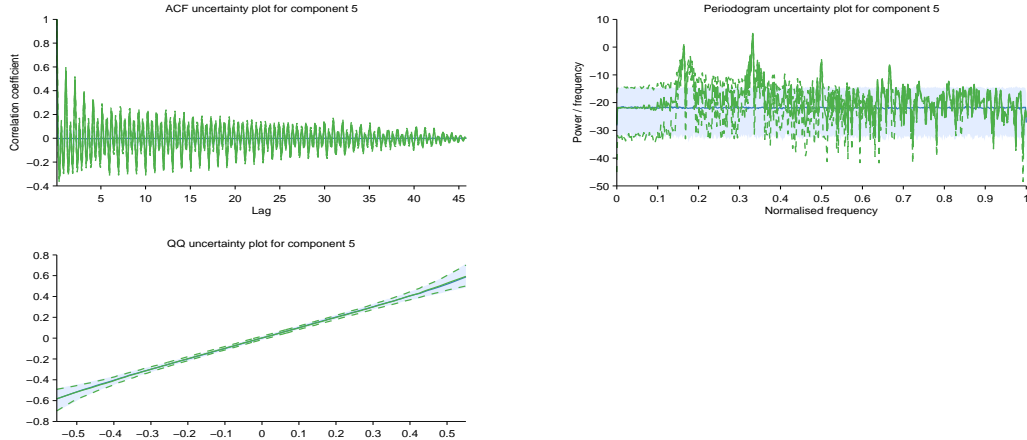 ACF uncertainty plot for component 5
1
0.8
0.6
0.4
0.2
0
−0.2
−0.4
Correlation coefficient
5 10 15 20 25 30 35 40 45
Lag
Periodogram uncertainty plot for component 5
10
0
−10
−20
−30
−40
−50
Power / frequency
0 0.1 0.2 0.3 0.4 0.5 0.6 0.7 0.8 0.9 1
Normalised frequency
QQ uncertainty plot for component 5
0.8
0.6
0.4
0.2
0
−0.2
−0.4
−0.6
−0.8
−0.5 −0.4 −0.3 −0.2 −0.1 0 0.1 0.2 0.3 0.4 0.5